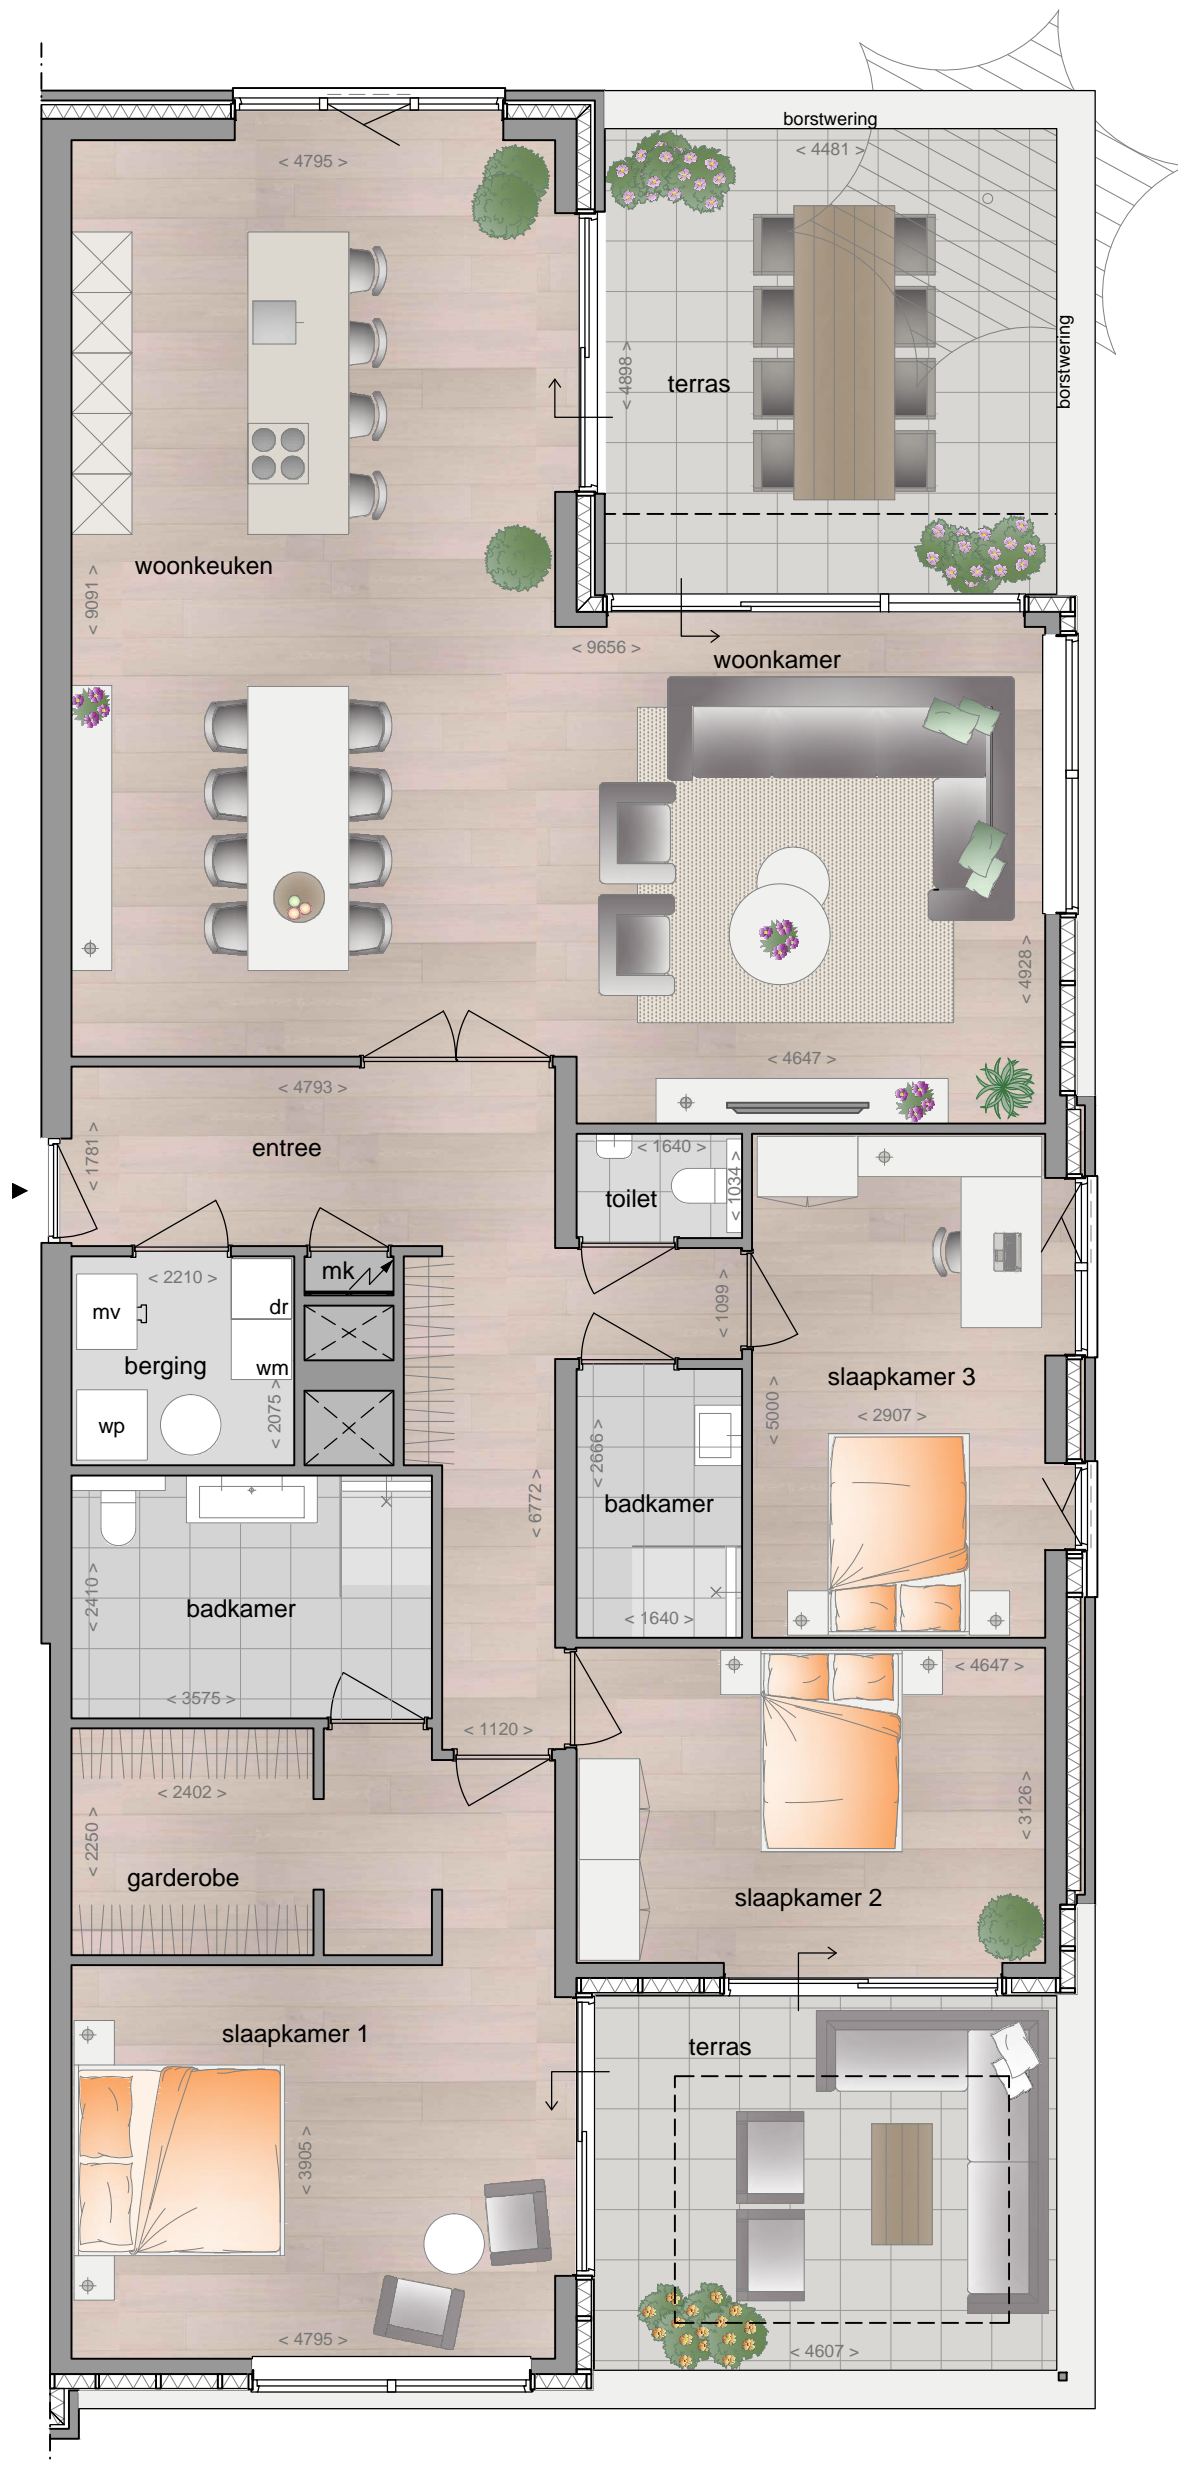 borstwering
< 4795 >
< 4481 >
borstwering
< 4898 >
terras
woonkeuken
< 9091 >
< 9656 >
woonkamer
< 4928 >
< 4647 >
< 4793 >
entree
< 1781 >
< 1640 >
< 1034 >
toilet
mk
< 2210 >
mv
dr
< 1099 >
berging
wm
slaapkamer 3
< 2075 >
< 5000 >
< 2907 >
wp
< 2666 >
badkamer
< 6772 >
< 2410 >
badkamer
< 1640 >
< 4647 >
< 3575 >
< 1120 >
< 2402 >
< 3126 >
< 2250 >
garderobe
slaapkamer 2
slaapkamer 1
terras
< 3905 >
< 4795 >
< 4607 >